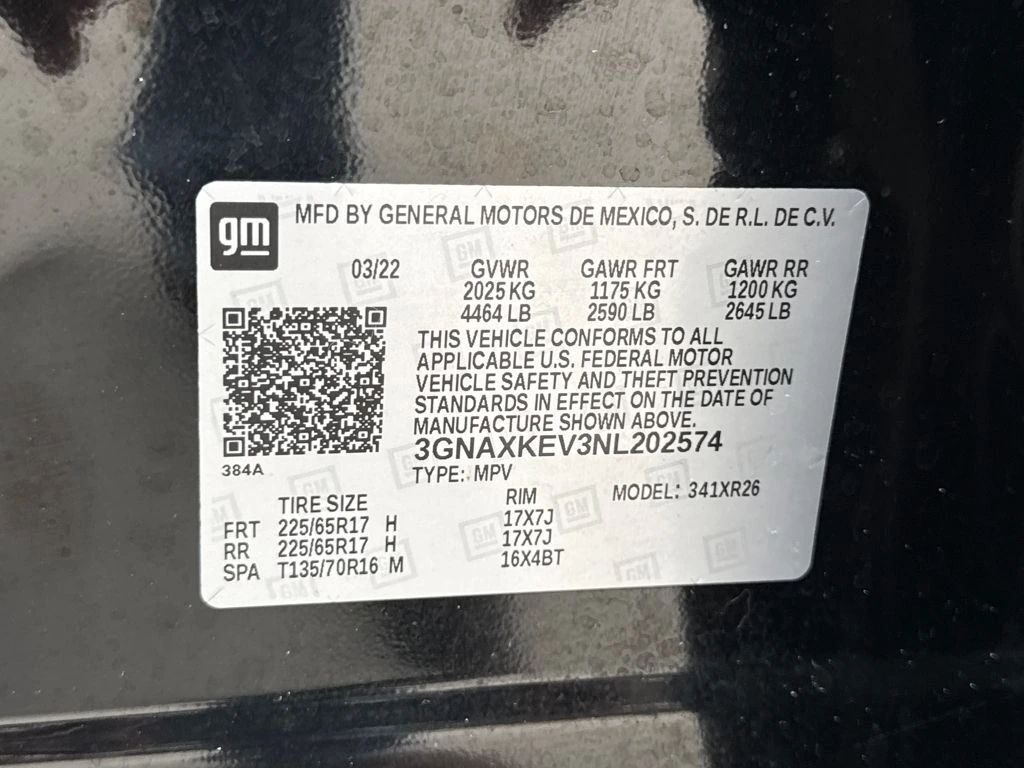 gm
MFD BY GENERAL MOTORS DE MEXICO, S. DE R.L. DE C.V.
03/22 GVWR GAWR FRT GAWR RR
2025 KG 1175 KG 1200 KG
4464 LB 2590 LB 2645 LB
THIS VEHICLE CONFORMS TO ALL
APPLICABLE U.S. FEDERAL MOTOR
VEHICLE SAFETY AND THEFT PREVENTION
STANDARDS IN EFFECT ON THE DATE OF
MANUFACTURE SHOWN ABOVE.
3GNAXKEV3NL202574
384A
TYPE: MPV
TIRE SIZE RIM MODEL: 341XR26
FRT 225/65R17 H 17X7J
RR 225/65R17 H 17X7J
SPA T135/70R16 M 16X4BT